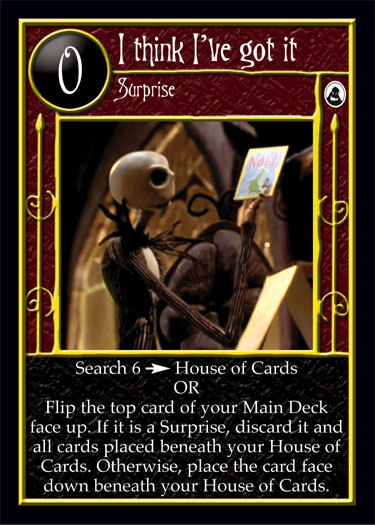 0
I think I've got it
Surprise
Noël
Search 6 → House of Cards
OR
Flip the top card of your Main Deck
face up. If it is a Surprise, discard it and
all cards placed beneath your House of
Cards. Otherwise, place the card face
down beneath your House of Cards.